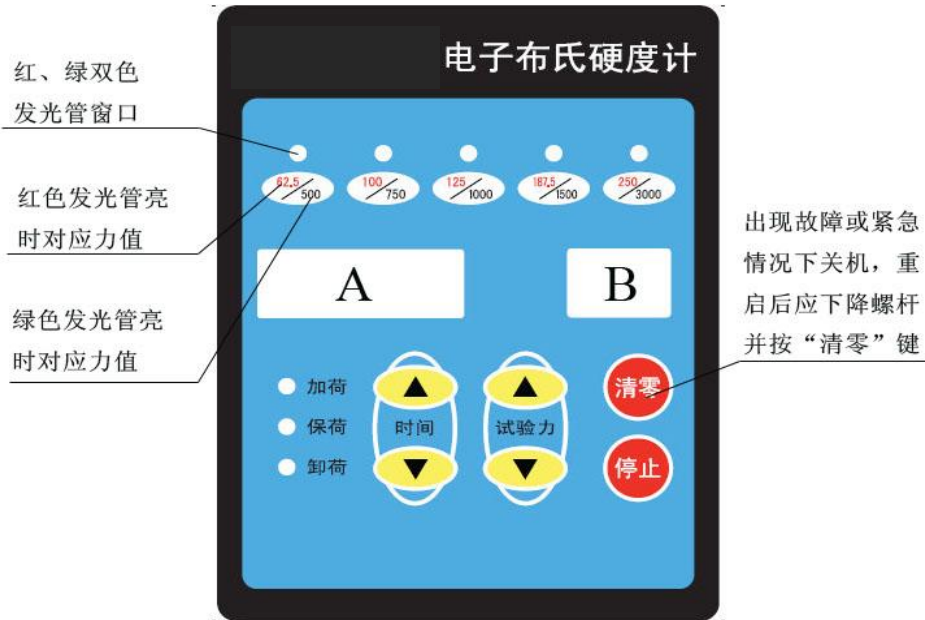 电子布氏硬度计
红、绿双色
发光管窗口
62.5/500
100/750
125/1000
187.5/1500
250/3000
红色发光管亮
时对应力值
绿色发光管亮
时对应力值
A
B
出现故障或紧急
情况下关机，重
启后应下降螺杆
并按“清零”键
加荷
保荷
卸荷
▲
时间
▼
▲
试验力
▼
清零
停止